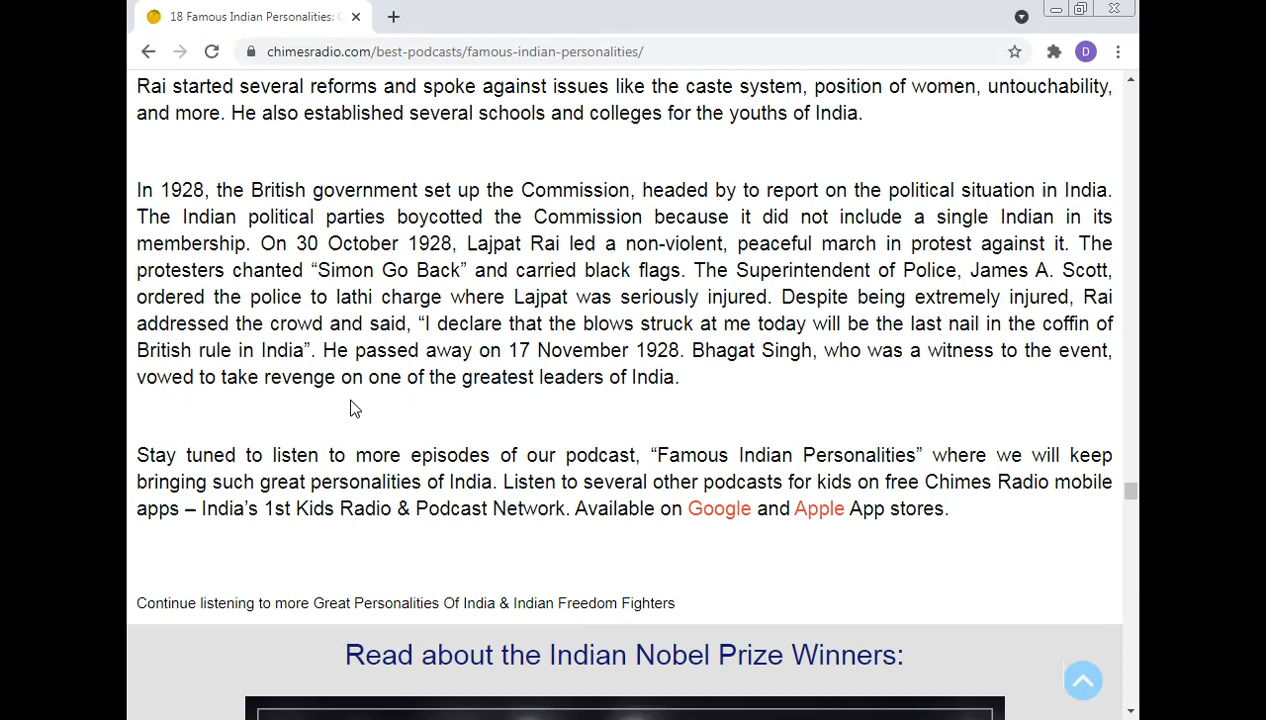 18 Famous Indian Personalities:
chimesradio.com/best-podcasts/famous-indian-personalities/
D
Rai started several reforms and spoke against issues like the caste system, position of women, untouchability,
and more. He also established several schools and colleges for the youths of India.
In 1928, the British government set up the Commission, headed by to report on the political situation in India.
The Indian political parties boycotted the Commission because it did not include a single Indian in its
membership. On 30 October 1928, Lajpat Rai led a non-violent, peaceful march in protest against it. The
protesters chanted “Simon Go Back” and carried black flags. The Superintendent of Police, James A. Scott,
ordered the police to lathi charge where Lajpat was seriously injured. Despite being extremely injured, Rai
addressed the crowd and said, “I declare that the blows struck at me today will be the last nail in the coffin of
British rule in India”. He passed away on 17 November 1928. Bhagat Singh, who was a witness to the event,
vowed to take revenge on one of the greatest leaders of India.
Stay tuned to listen to more episodes of our podcast, “Famous Indian Personalities” where we will keep
bringing such great personalities of India. Listen to several other podcasts for kids on free Chimes Radio mobile
apps – India’s 1st Kids Radio & Podcast Network. Available on Google and Apple App stores.
Continue listening to more Great Personalities Of India & Indian Freedom Fighters
Read about the Indian Nobel Prize Winners: